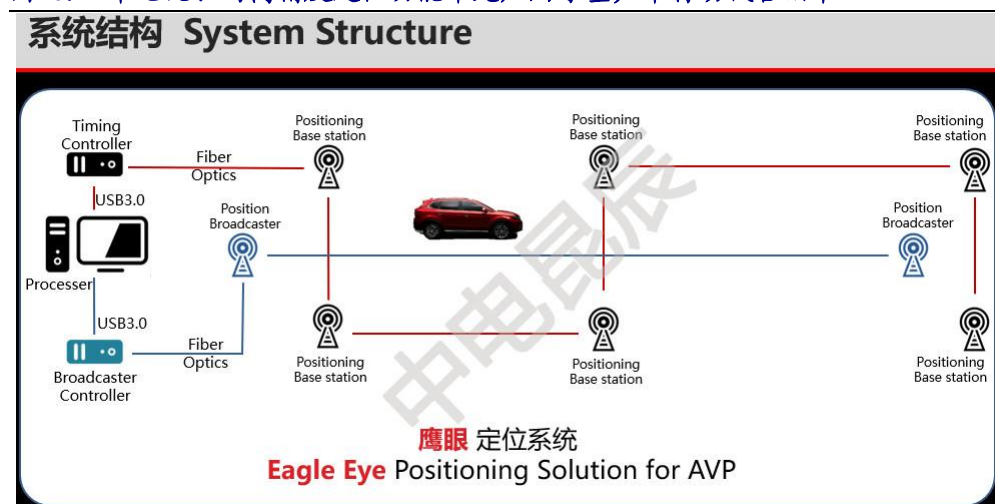 系统结构 System Structure
Timing
Controller
Fiber
Optics
Positioning
Base station
Positioning
Base station
Positioning
Base station
USB3.0
Position
Broadcaster
Position
Broadcaster
Processer
USB3.0
Fiber
Optics
Broadcaster
Controller
Positioning
Base station
Positioning
Base station
Positioning
Base station
中电昆辰
鹰眼 定位系统
Eagle Eye Positioning Solution for AVP